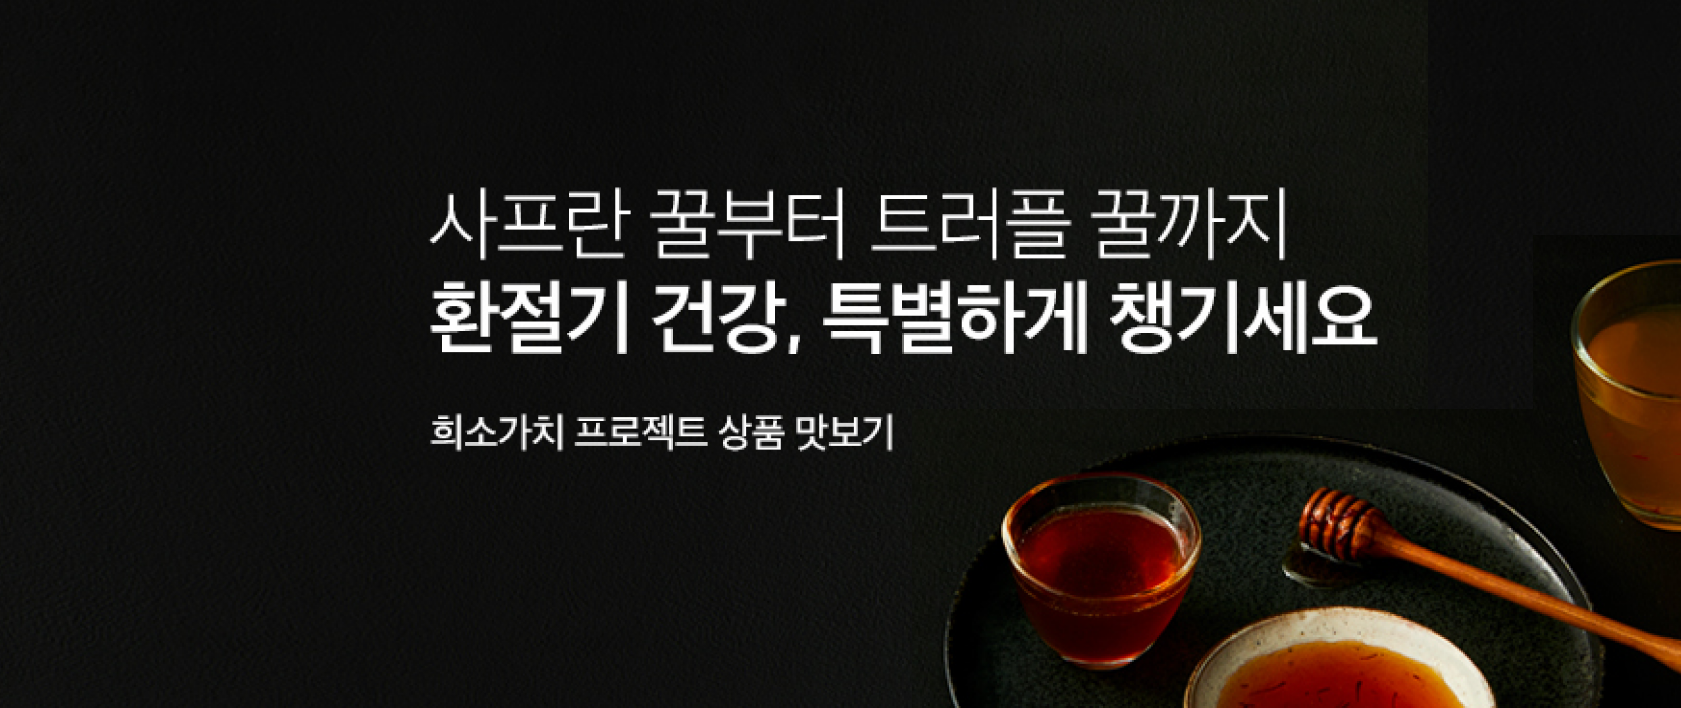 사프란 꿀부터 트러플 꿀까지
환절기 건강, 특별하게 챙기세요
희소가치 프로젝트 상품 맛보기